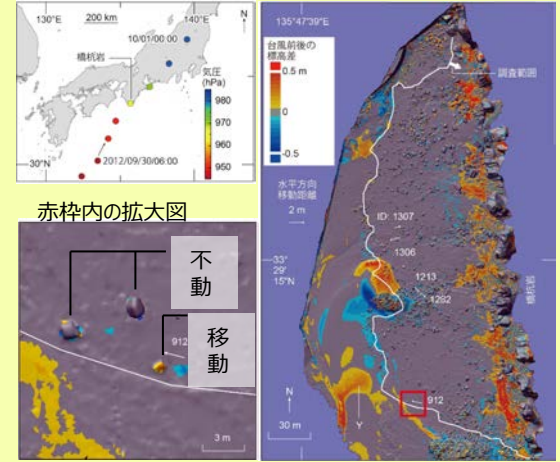 130°E
200 km
140°E
N
10/01/00:00
橋杭岩
気圧
(hPa)
980
970
960
950
30°N
2012/09/30/06:00
赤枠内の拡大図
不動
移動
912
3 m
135°47'39"E
台風前後の
標高差
0.5 m
0
-0.5
調査範囲
水平方向
移動距離
2 m
ID: 1307
1306
33°
29'
15"N
1213
1282
橋杭岩
912
N
30 m
Y